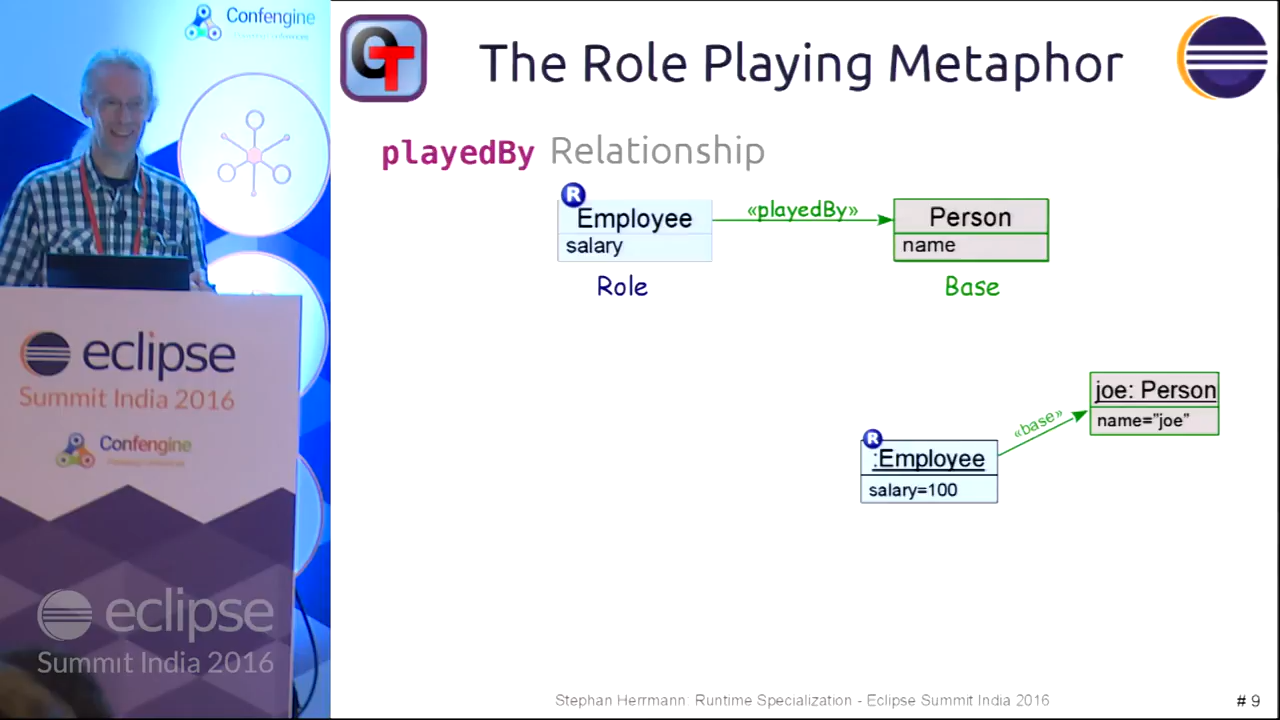 Confengine
OT
The Role Playing Metaphor
playedBy Relationship
R
Employee
salary
«playedBy»
Person
name
Role
Base
joe: Person
name="joe"
«base»
R
:Employee
salary=100
eclipse
Summit India 2016
Confengine
eclipse
Summit India 2016
Stephan Herrmann: Runtime Specialization - Eclipse Summit India 2016
# 9